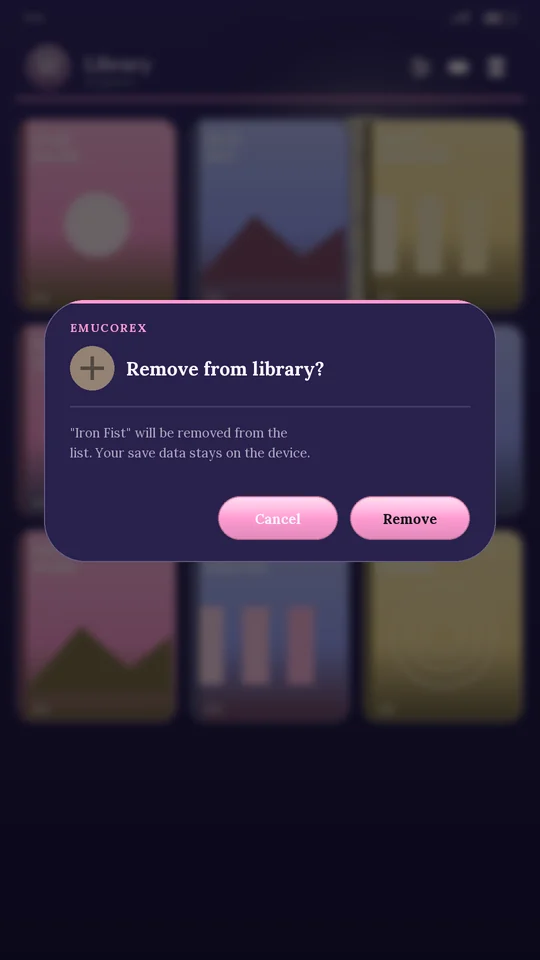 Library
EMUCOREX
Remove from library?
"Iron Fist" will be removed from the
list. Your save data stays on the device.
Cancel
Remove